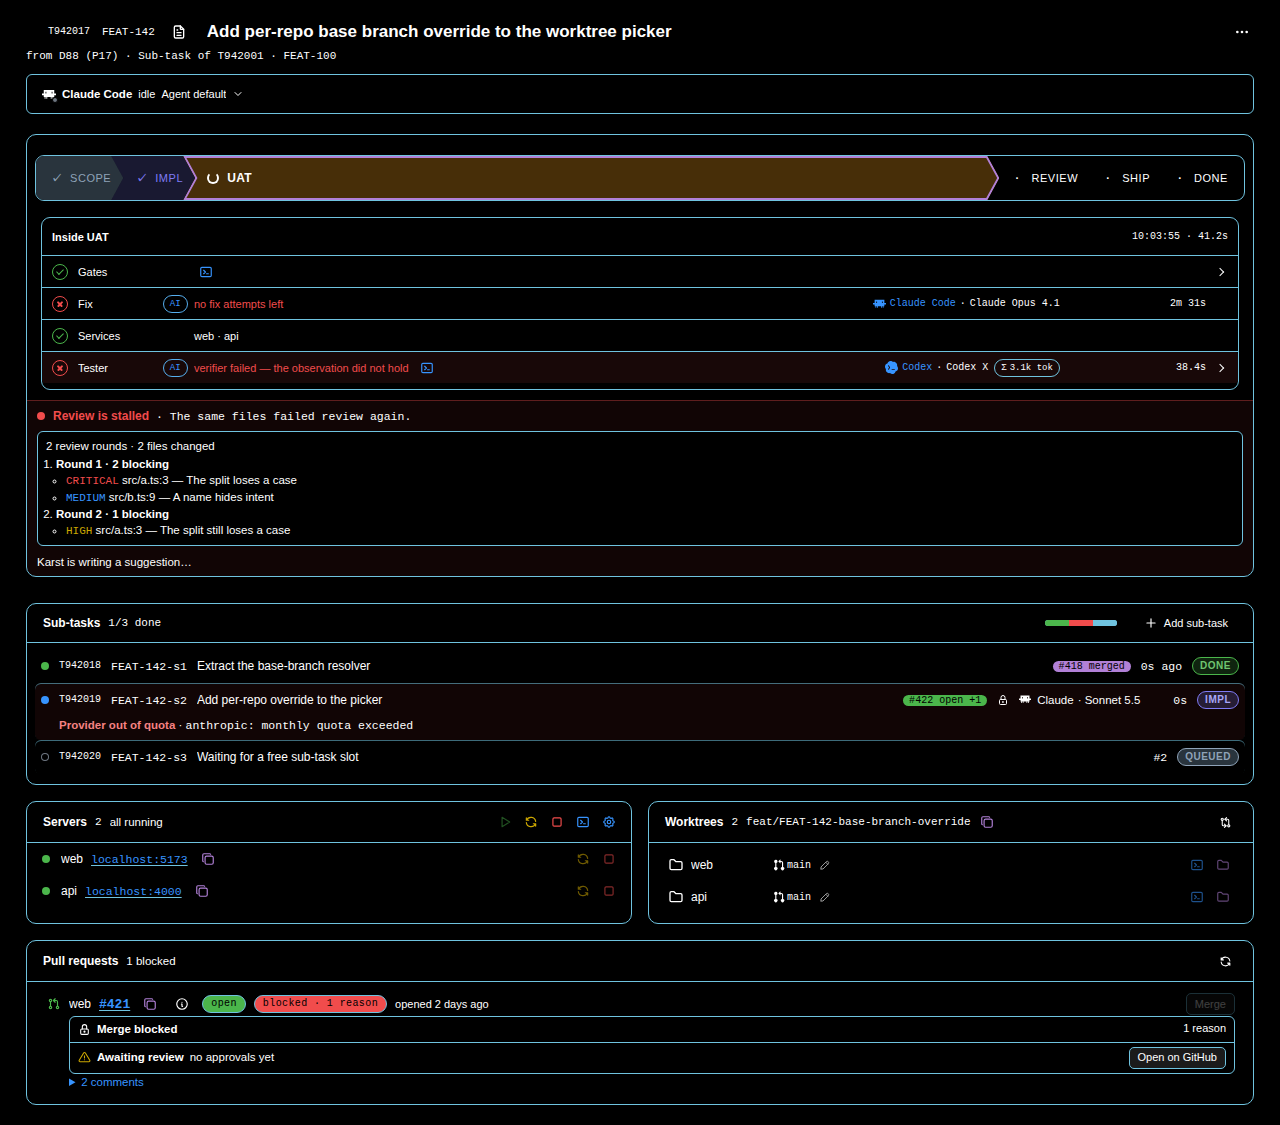 T942017 FEAT-142 Add per-repo base branch override to the worktree picker
from D88 (P17) · Sub-task of T942001 · FEAT-100
Claude Code idle Agent default
SCOPE IMPL UAT · REVIEW · SHIP · DONE
Inside UAT 10:03:55 · 41.2s
Gates
Fix AI no fix attempts left Claude Code · Claude Opus 4.1 2m 31s
Services web · api
Tester AI verifier failed — the observation did not hold Codex · Codex X Σ 3.1k tok 38.4s
Review is stalled · The same files failed review again.
2 review rounds · 2 files changed
1. Round 1 · 2 blocking
CRITICAL src/a.ts:3 — The split loses a case
MEDIUM src/b.ts:9 — A name hides intent
2. Round 2 · 1 blocking
HIGH src/a.ts:3 — The split still loses a case
Karst is writing a suggestion…
Sub-tasks 1/3 done Add sub-task
T942018 FEAT-142-s1 Extract the base-branch resolver #418 merged 0s ago DONE
T942019 FEAT-142-s2 Add per-repo override to the picker #422 open +1 Claude · Sonnet 5.5 0s IMPL
Provider out of quota · anthropic: monthly quota exceeded
T942020 FEAT-142-s3 Waiting for a free sub-task slot #2 QUEUED
Servers 2 all running
web localhost:5173
api localhost:4000
Worktrees 2 feat/FEAT-142-base-branch-override
web main
api main
Pull requests 1 blocked
web #421 open blocked · 1 reason opened 2 days ago Merge
Merge blocked 1 reason
Awaiting review no approvals yet Open on GitHub
2 comments